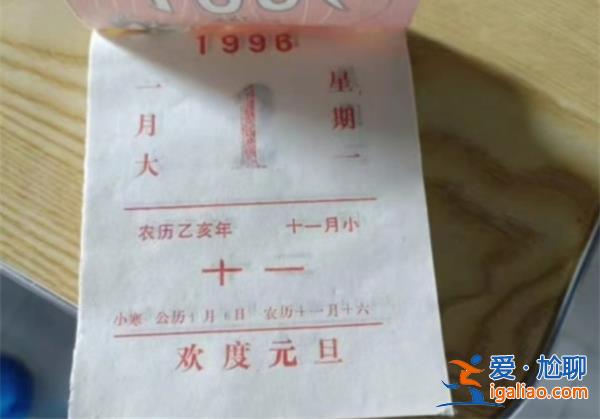 1996
一月大
1
星期一
农历乙亥年 十一月小
十一
小寒 公历1月6日 农历十一月十六
欢度元旦
爱·尬聊
igaliao.com